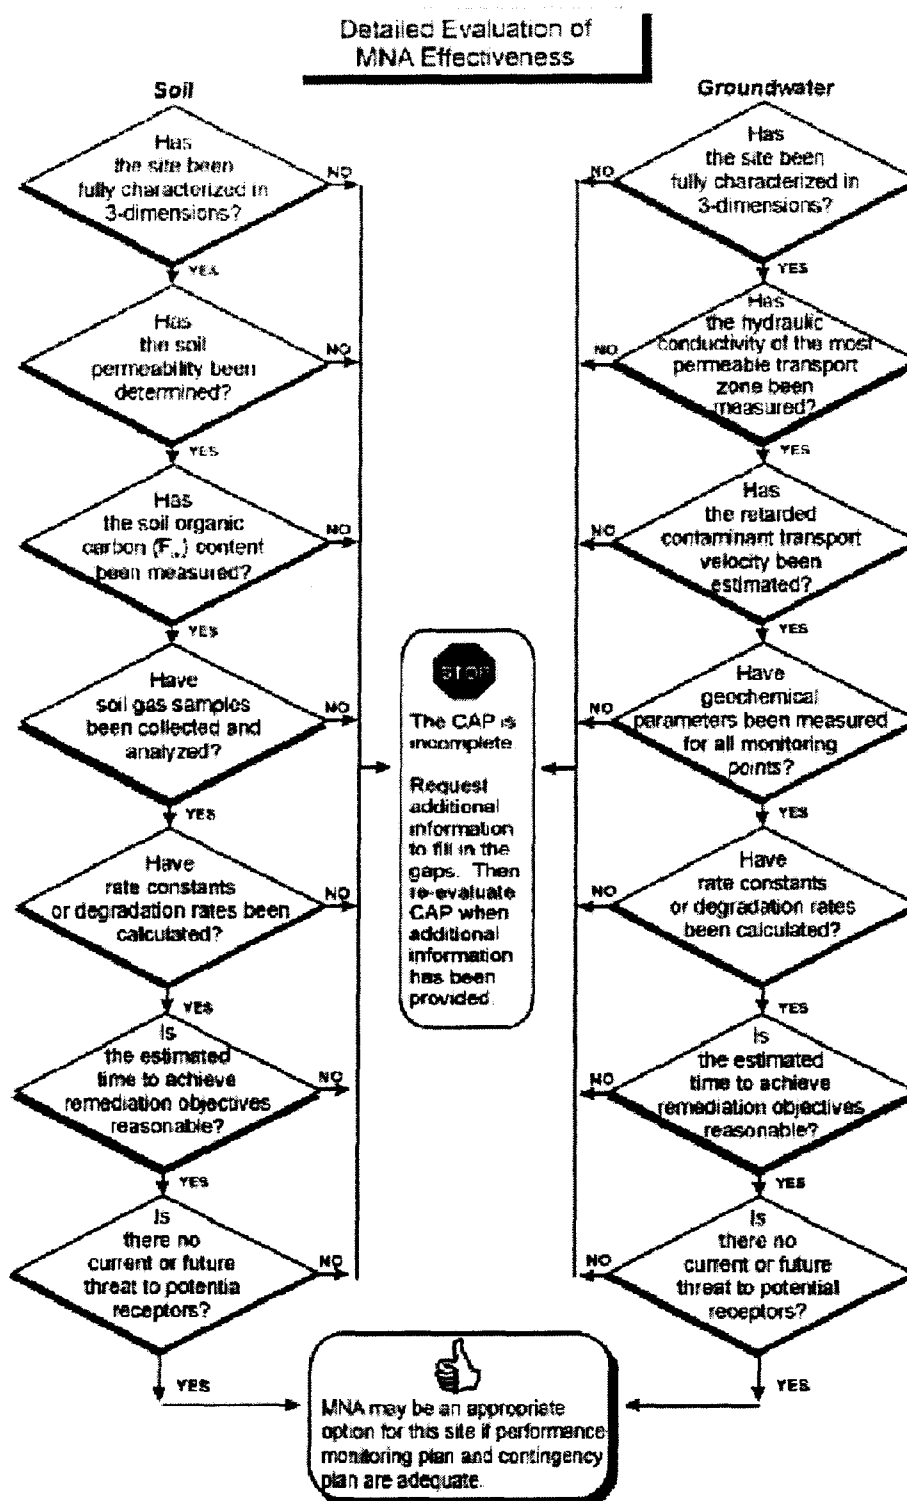 Detailed Evaluation of
MNA Effectiveness
Soil
Has
the site been
fully characterized in
3-dimensions?
NO
YES
Has
the soil
permeability been
determined?
NO
YES
Has
the soil organic
carbon (F
) content
been measured?
NO
YES
Have
soil gas samples
been collected and
analyzed?
NO
YES
Have
rate constants
or degradation rates been
calculated?
NO
YES
Is
the estimated
time to achieve
remediation objectives
reasonable?
NO
YES
Is
there no
current or future
threat to potentia
receptors?
NO
YES
STOP
The CAP is
incomplete.
Request
additional
information
to fill in the
gaps. Then
re-evaluate
CAP when
additional
information
has been
provided.
Groundwater
Has
the site been
fully characterized in
3-dimensions?
NO
YES
Has
the hydraulic
conductivity of the most
permeable transport
zone been
measured?
NO
YES
Has
the retarded
contaminant transport
velocity been
estimated?
NO
YES
Have
geochemical
parameters been measured
for all monitoring
points?
NO
YES
Have
rate constants
or degradation rates
been calculated?
NO
YES
Is
the estimated
time to achieve
remediation objectives
reasonable?
NO
YES
Is
there no
current or future
threat to potential
receptors?
NO
YES
MNA may be an appropriate
option for this site if performance
monitoring plan and contingency
plan are adequate.